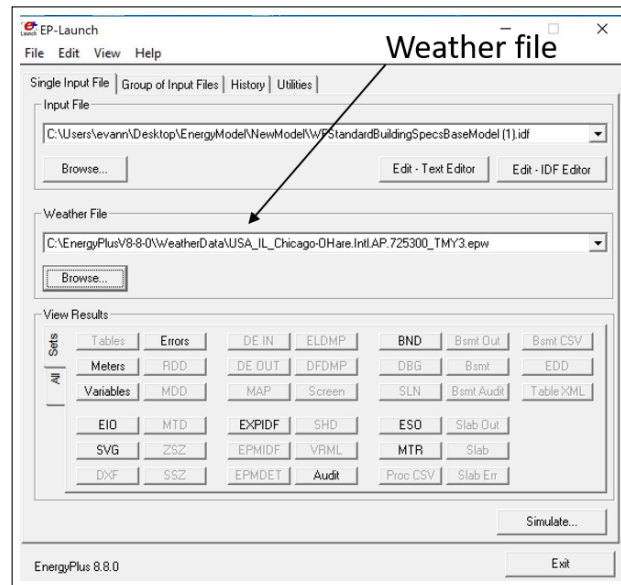 EP-Launch
File Edit View Help
Weather file
Single Input File Group of Input Files History Utilities
Input File
C:\Users\evann\Desktop\EnergyModel\NewModel\WFStandardBuildingSpecsBaseModel (1).idf
Browse... Edit - Text Editor Edit - IDF Editor
Weather File
C:\EnergyPlusV8-8-0\WeatherData\USA_IL_Chicago-OHare.Intl.AP.725300_TMY3.epw
Browse...
View Results
Sets
All
Tables Errors DE IN ELDMP BND Bsmt Out Bsmt CSV
Meters RDD DE OUT DFDMP DBG Bsmt EDD
Variables MDD MAP Screen SLN Bsmt Audit Table XML
EIO MTD EXPIDF SHD ESO Slab Out
SVG ZSZ EPMIDF VRML MTR Slab
DXF SSZ EPMDET Audit Proc CSV Slab Err
Simulate...
EnergyPlus 8.8.0 Exit